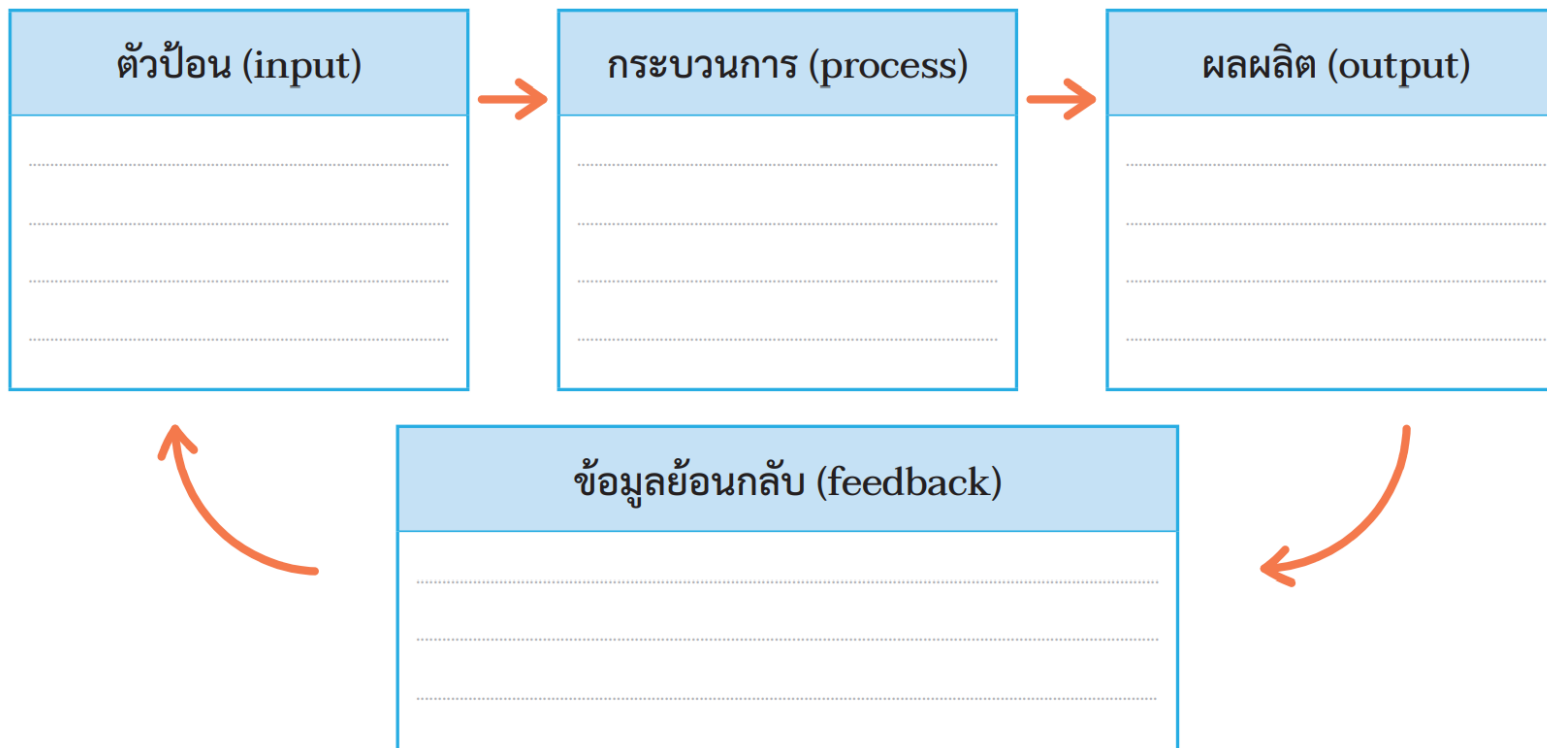 ตัวป้อน (input)
กระบวนการ (process)
ผลผลิต (output)
ข้อมูลย้อนกลับ (feedback)